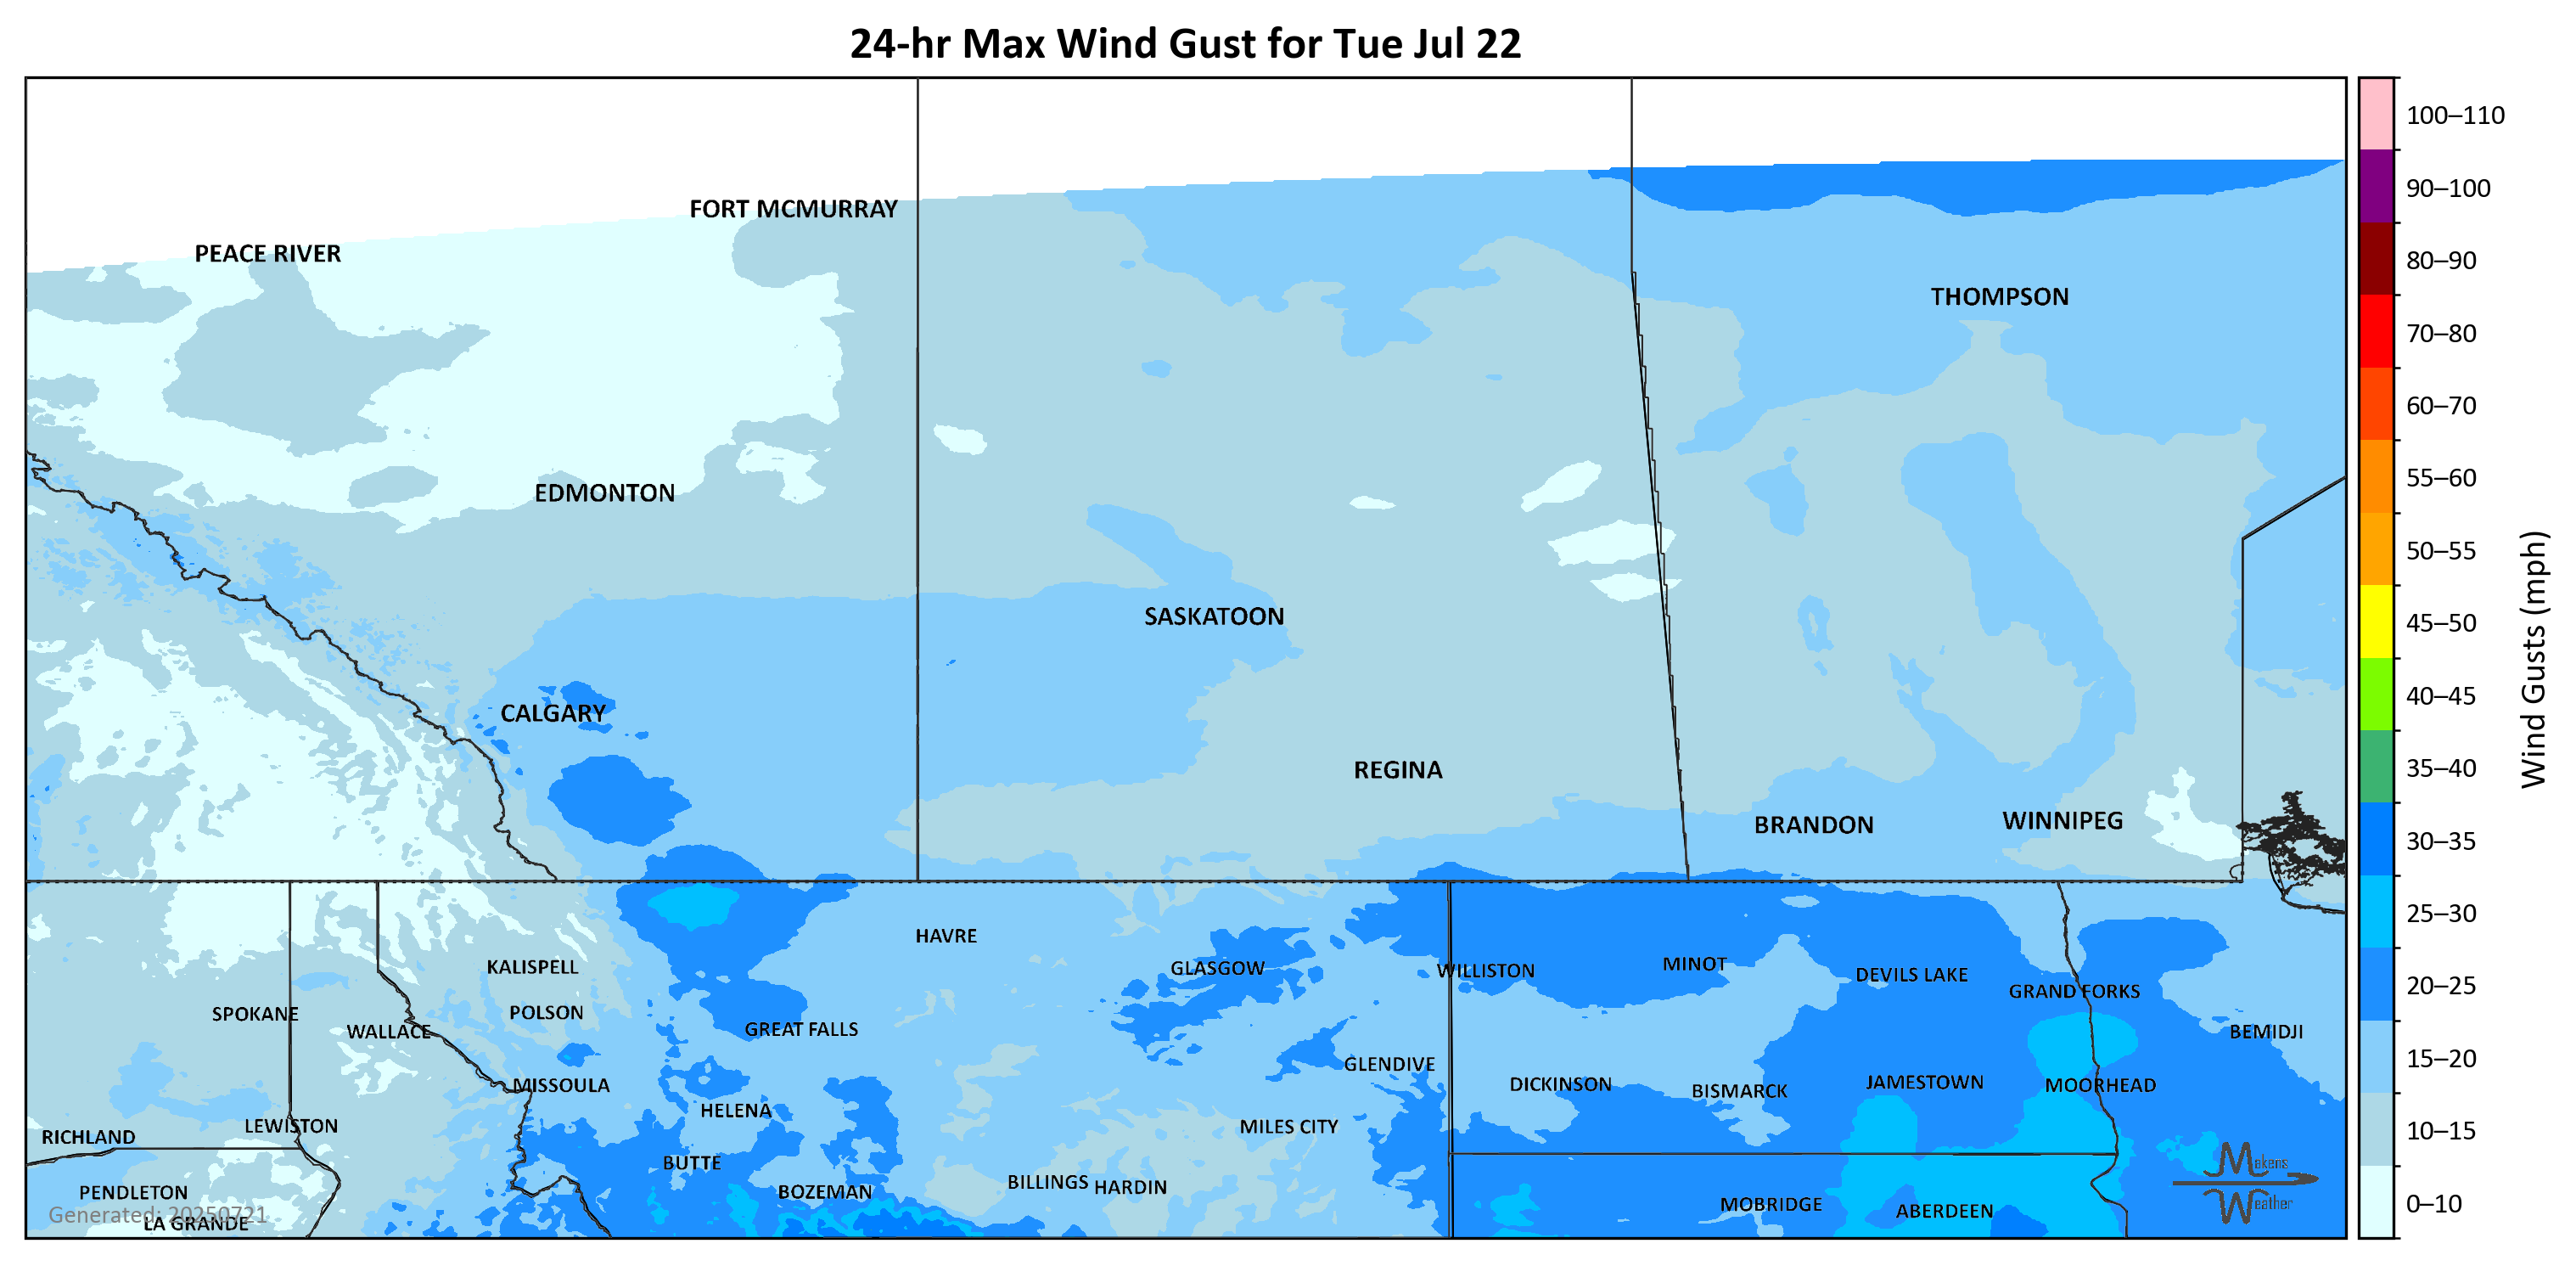 24-hr Max Wind Gust for Tue Jul 22
100–110
90–100
80–90
70–80
60–70
55–60
50–55
45–50
40–45
35–40
30–35
25–30
20–25
15–20
10–15
0–10
Wind Gusts (mph)
FORT MCMURRAY
PEACE RIVER
THOMPSON
EDMONTON
SASKATOON
CALGARY
REGINA
BRANDON
WINNIPEG
HAVRE
KALISPELL
GLASGOW
WILLISTON
MINOT
DEVILS LAKE
GRAND FORKS
SPOKANE
POLSON
WALLACE
GREAT FALLS
BEMIDJI
GLENDIVE
MISSOULA
DICKINSON
BISMARCK
JAMESTOWN
MOORHEAD
HELENA
LEWISTON
MILES CITY
RICHLAND
BUTTE
PENDLETON
BOZEMAN
BILLINGS
HARDIN
MOBRIDGE
ABERDEEN
LA GRANDE
Generated: 20250721
Makens
Weather